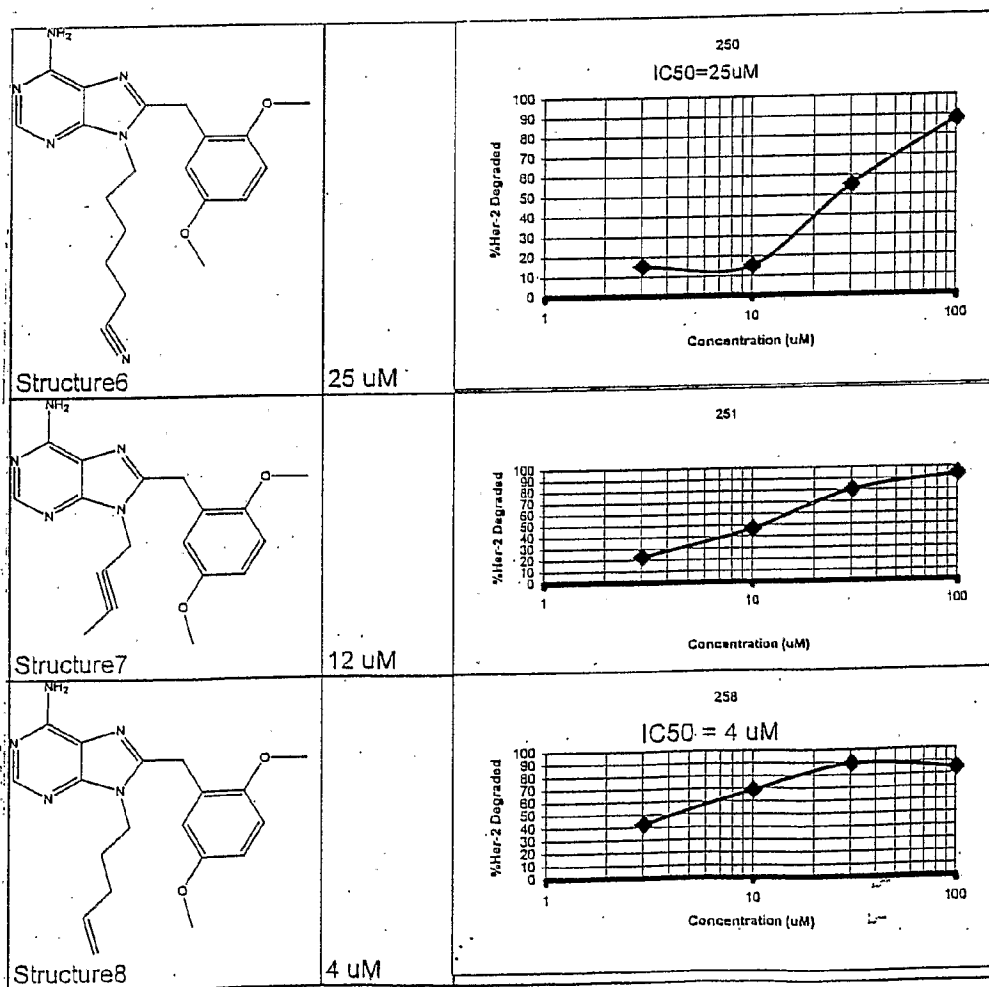 NH2
N
N
N
N
O
O
N
Structure6
25 uM
250
IC50=25uM
%Her-2 Degraded
100
90
80
70
60
50
40
30
20
10
0
1
10
100
Concentration (uM)
NH2
N
N
N
N
O
O
Structure7
12 uM
251
%Her-2 Degraded
100
90
80
70
60
50
40
30
20
10
0
1
10
100
Concentration (uM)
NH2
N
N
N
N
O
O
Structure8
4 uM
258
IC50 = 4 uM
%Her-2 Degraded
100
90
80
70
60
50
40
30
20
10
0
1
10
100
Concentration (uM)